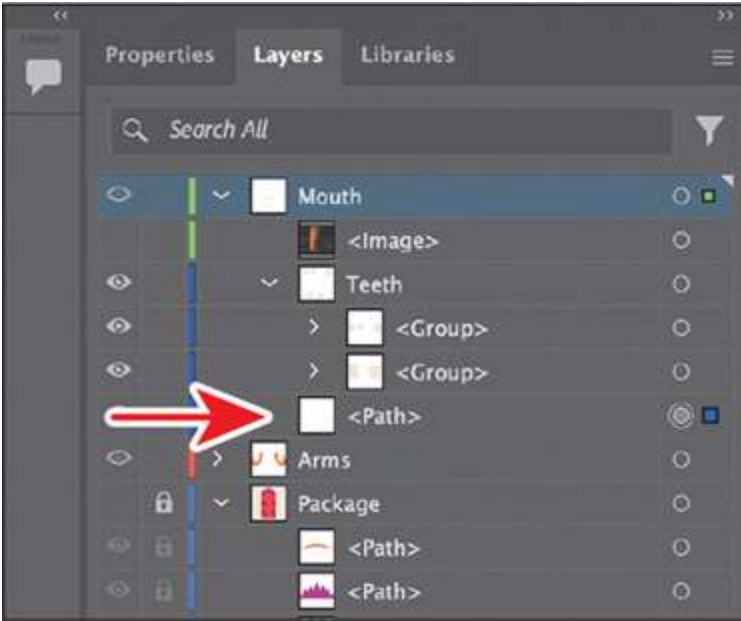 Properties Layers Libraries
Search All
Mouth
<Image>
Teeth
<Group>
<Group>
<Path>
Arms
Package
<Path>
<Path>